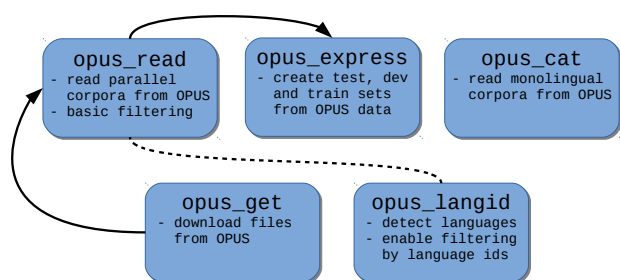 opus_read
- read parallel
corpora from OPUS
- basic filtering
opus_express
- create test, dev
and train sets
from OPUS data
opus_cat
- read monolingual
corpora from OPUS
opus_get
- download files
from OPUS
opus_langid
- detect languages
- enable filtering
by language ids